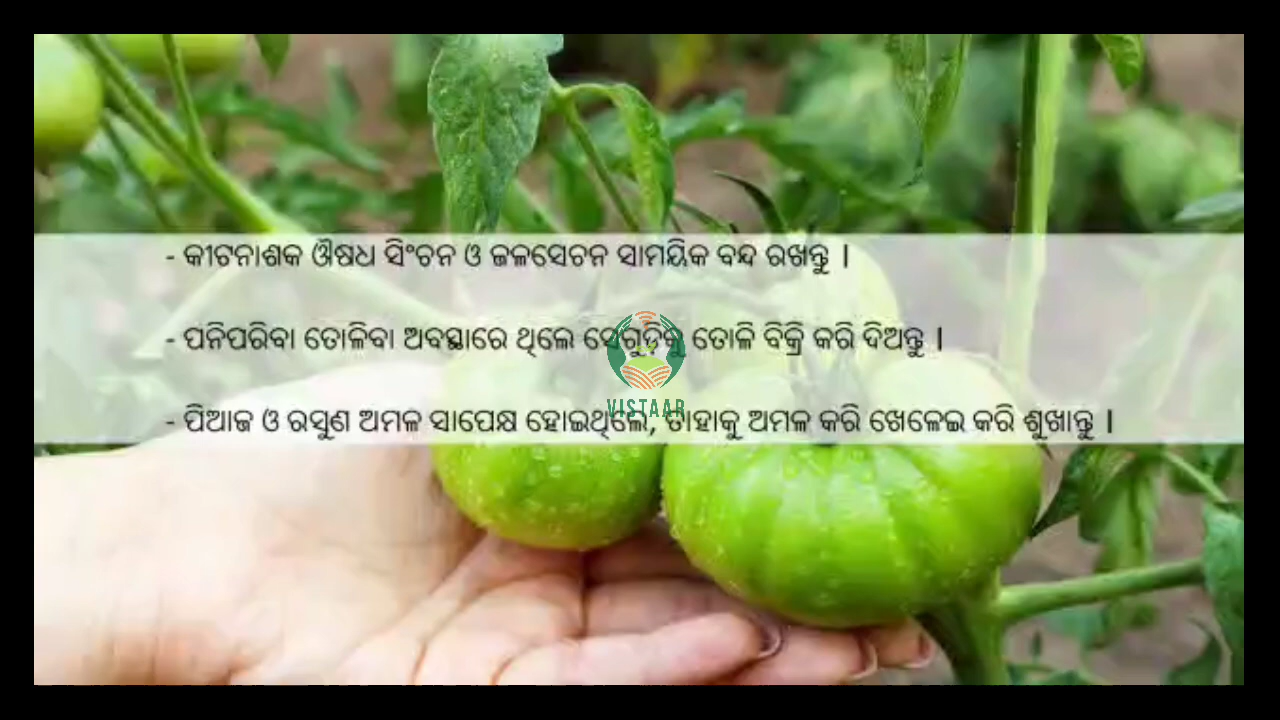 - କୀଟନାଶକ ଔଷଧ ସିଂଚନ ଓ ଜଳସେଚନ ସାମୟିକ ବନ୍ଦ ରଖନ୍ତୁ ।
- ପନିପରିବା ତୋଳିବା ଅବସ୍ଥାରେ ଥିଲେ ସେଗୁଡ଼ିକୁ ତୋଳି ବିକ୍ରି କରି ଦିଅନ୍ତୁ ।
VISTAAR
- ପିଆଜ ଓ ରସୁଣ ଅମଳ ସାପେକ୍ଷ ହୋଇଥିଲେ, ତାହାକୁ ଅମଳ କରି ଖେଳେଇ କରି ଶୁଖାନ୍ତୁ ।